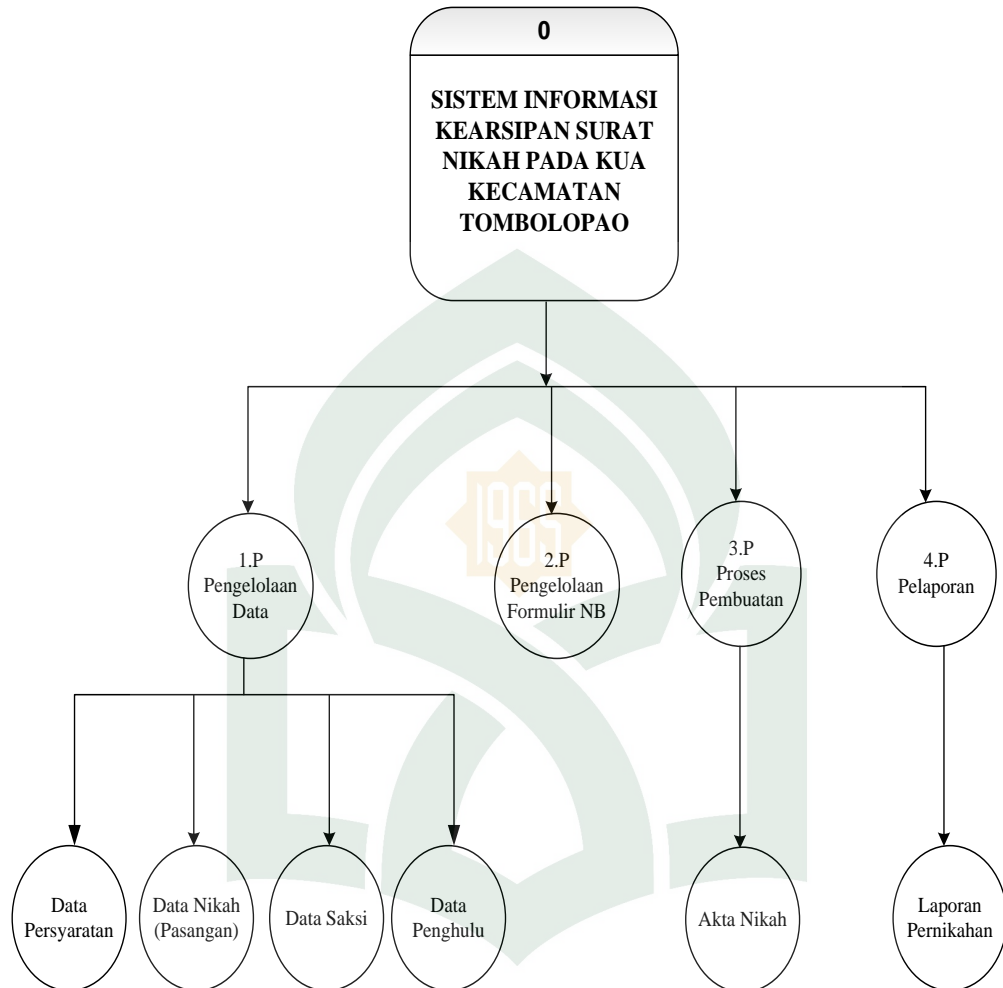 0
SISTEM INFORMASI
KEARSIPAN SURAT
NIKAH PADA KUA
KECAMATAN
TOMBOLOPAO
1965
1.P
Pengelolaan
Data
2.P
Pengelolaan
Formulir NB
3.P
Proses
Pembuatan
4.P
Pelaporan
Data
Persyaratan
Data Nikah
(Pasangan)
Data Saksi
Data
Penghulu
Akta Nikah
Laporan
Pernikahan